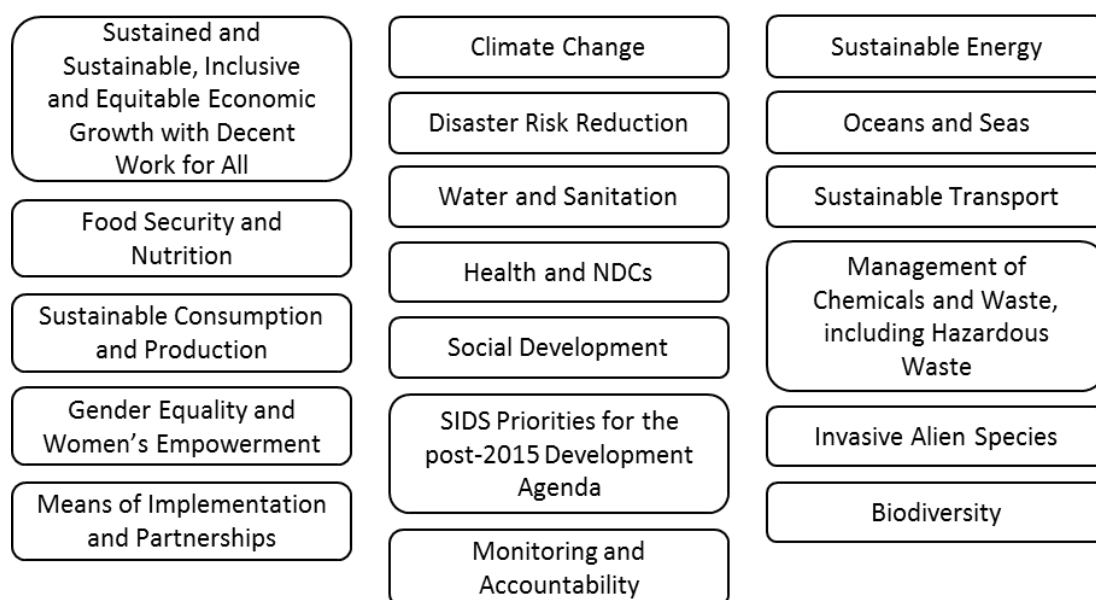 Sustained and
Sustainable, Inclusive
and Equitable Economic
Growth with Decent
Work for All
Food Security and
Nutrition
Sustainable Consumption
and Production
Gender Equality and
Women's Empowerment
Means of Implementation
and Partnerships
Climate Change
Disaster Risk Reduction
Water and Sanitation
Health and NDCs
Social Development
SIDS Priorities for the
post-2015 Development
Agenda
Monitoring and
Accountability
Sustainable Energy
Oceans and Seas
Sustainable Transport
Management of
Chemicals and Waste,
including Hazardous
Waste
Invasive Alien Species
Biodiversity